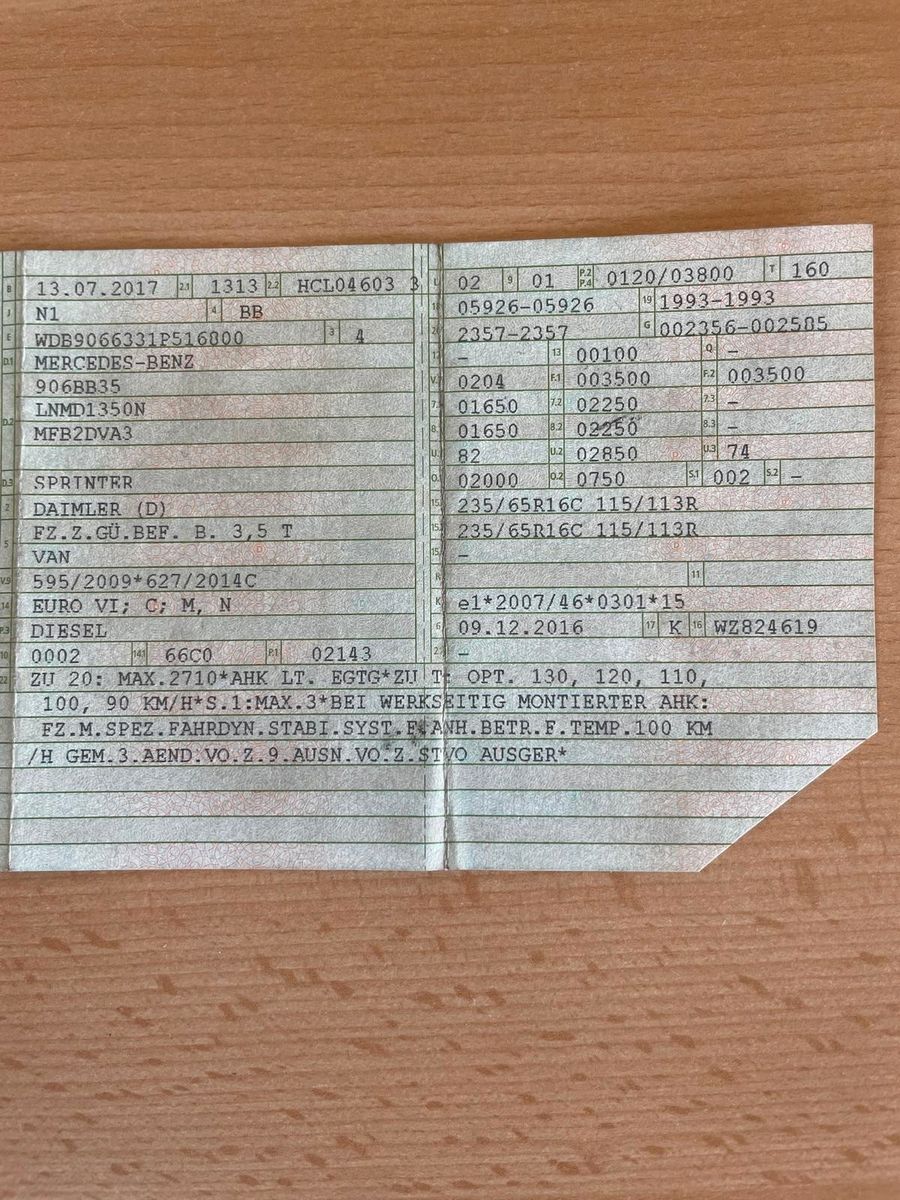 B 13.07.2017 2.1 1313 2.2 HCL04603 3
J N1 4 BB
E WDB9066331P516800 3 4
D.1 MERCEDES-BENZ
906BB35
D.2 LNMD1350N
MFB2DVA3
D.3 SPRINTER
2 DAIMLER (D)
5 FZ.Z.GÜ.BEF. B. 3,5 T
VAN
V.9 595/2009*627/2014C
14 EURO VI; C; M, N
P.3 DIESEL
10 0002 14.1 66C0 P.1 02143
L 02 9 01 P.2 P.4 0120/03800 T 160
18 05926-05926 19 1993-1993
20 2357-2357 G 002356-002585
12 – 13 00100 Q –
V.7 0204 F.1 003500 F.2 003500
7.1 01650 7.2 02250 7.3 –
8.1 01650 8.2 02250 8.3 –
U.1 82 U.2 02850 U.3 74
O.1 02000 O.2 0750 S.1 002 S.2 –
15.1 235/65R16C 115/113R
15.2 235/65R16C 115/113R
15.3 –
R 11
K e1*2007/46*0301*15
6 09.12.2016 17 K 16 WZ824619
21 –
22 ZU 20: MAX.2710*AHK LT. EGTG*ZU T: OPT. 130, 120, 110,
100, 90 KM/H*S.1:MAX.3*BEI WERKSEITIG MONTIERTER AHK:
FZ.M.SPEZ.FAHRDYN.STABI.SYST.F.ANH.BETR.F.TEMP.100 KM
/H GEM.3.AEND.VO.Z.9.AUSN.VO.Z.STVO AUSGER*